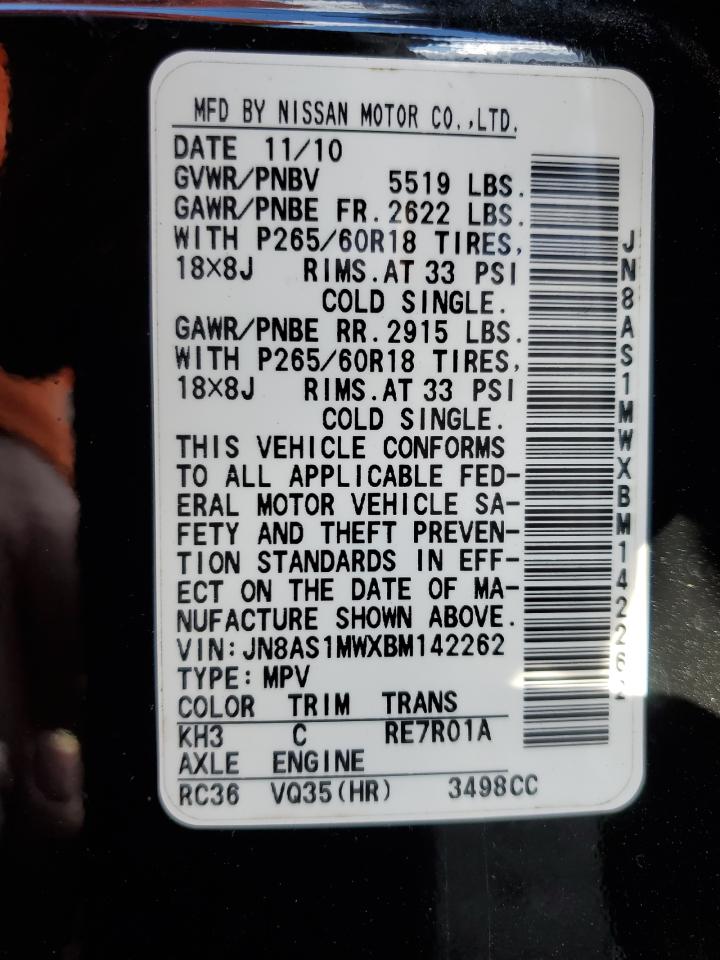 MFD BY NISSAN MOTOR CO.,LTD.
DATE 11/10
GVWR/PNBV 5519 LBS.
GAWR/PNBE FR. 2622 LBS.
WITH P265/60R18 TIRES,
18×8J RIMS. AT 33 PSI
COLD SINGLE.
GAWR/PNBE RR. 2915 LBS.
WITH P265/60R18 TIRES,
18×8J RIMS. AT 33 PSI
COLD SINGLE.
THIS VEHICLE CONFORMS
TO ALL APPLICABLE FED-
ERAL MOTOR VEHICLE SA-
FETY AND THEFT PREVEN-
TION STANDARDS IN EFF-
ECT ON THE DATE OF MA-
NUFACTURE SHOWN ABOVE.
VIN: JN8AS1MWXBM142262
TYPE: MPV
COLOR TRIM TRANS
KH3 C RE7R01A
AXLE ENGINE
RC36 VQ35(HR) 3498CC
JN8AS1MWXBM142262